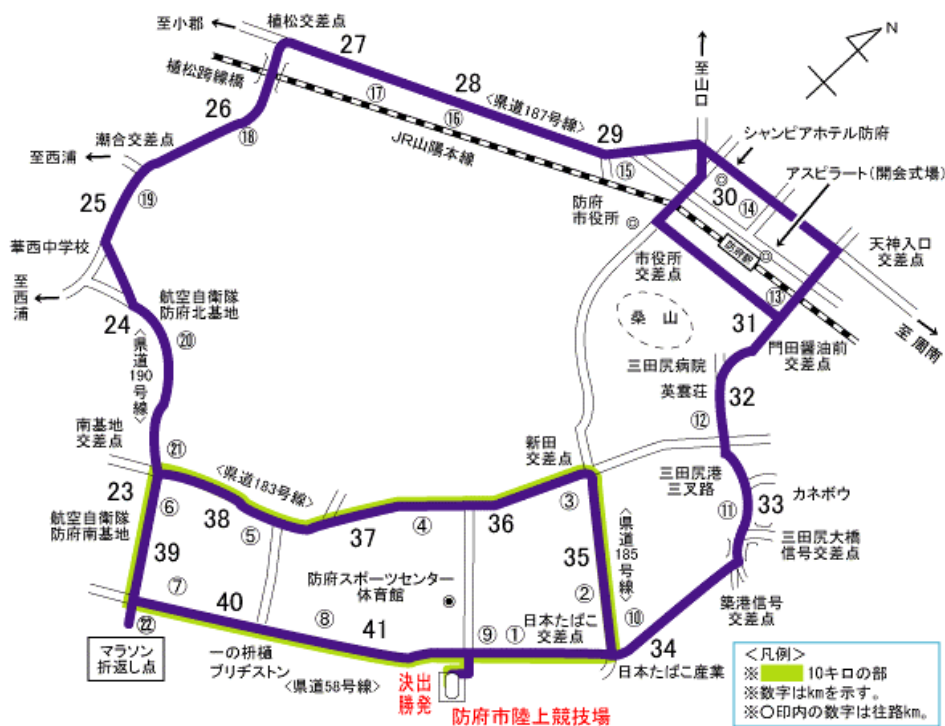 至小郡
植松交差点
27
植松跨線橋
⑰
28
<県道187号線>
⑯
JR山陽本線
29
⑮
至山口
N
シャンピアホテル防府
アスピラート(開会式場)
30
⑭
26
⑱
潮合交差点
至西浦
⑲
25
防府
市役所
防府駅
天神入口
交差点
市役所
交差点
⑬
至周南
華西中学校
至西浦
航空自衛隊
防府北基地
24
⑳
<県道
190
号線>
桑山
31
門田醤油前
交差点
三田尻病院
英雲荘
32
⑫
南基地
交差点
㉑
<県道183号線>
新田
交差点
三田尻港
三叉路
⑪
33
カネボウ
三田尻大橋
信号交差点
築港信号
交差点
23
航空自衛隊
防府南基地
⑥
38
⑤
37
④
36
③
35
<県道
185
号線>
39
⑦
40
防府スポーツセンター
体育館
②
⑩
34
㉒
マラソン
折返し点
一の枡樋
ブリヂストン
⑧
41
⑨
①
日本たばこ
交差点
日本たばこ産業
<県道58号線>
決出
勝発
防府市陸上競技場
<凡例>
※ 10キロの部
※数字はkmを示す。
※○印内の数字は往路km。